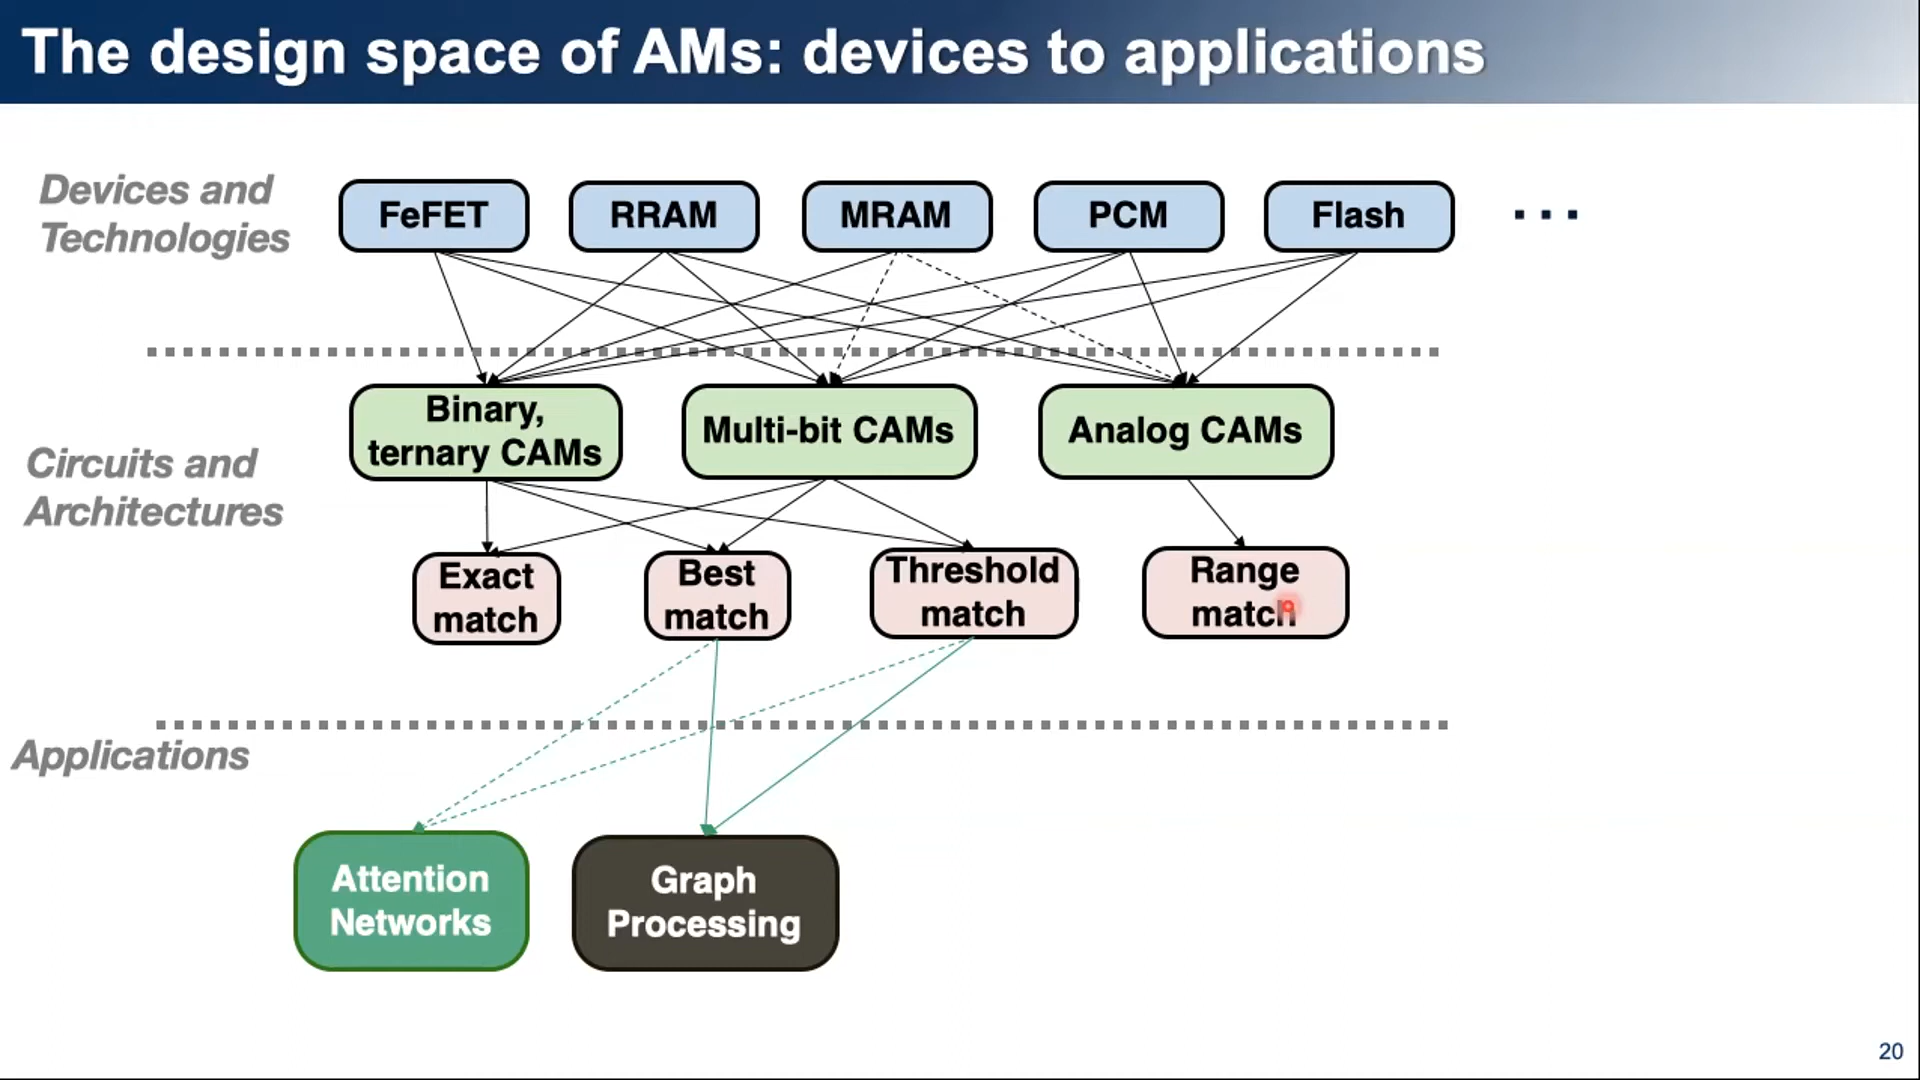 The design space of AMs: devices to applications
Devices and
Technologies
FeFET
RRAM
MRAM
PCM
Flash
...
Binary,
ternary CAMs
Multi-bit CAMs
Analog CAMs
Circuits and
Architectures
Exact
match
Best
match
Threshold
match
Range
match
Applications
Attention
Networks
Graph
Processing
20